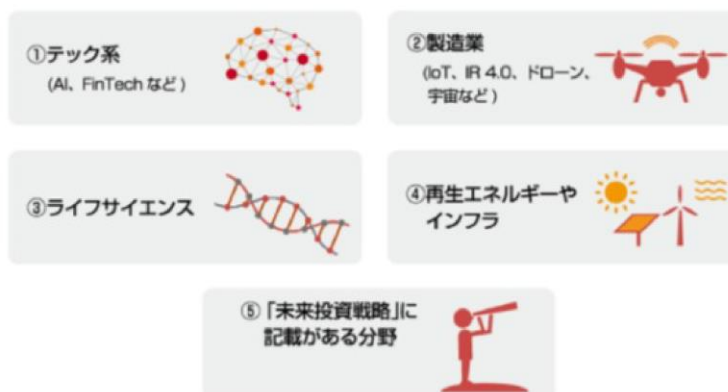 ①テック系
(AI、FinTech など)
②製造業
(IoT、IR 4.0、ドローン、
宇宙など)
③ライフサイエンス
④再生エネルギーや
インフラ
⑤「未来投資戦略」に
記載がある分野